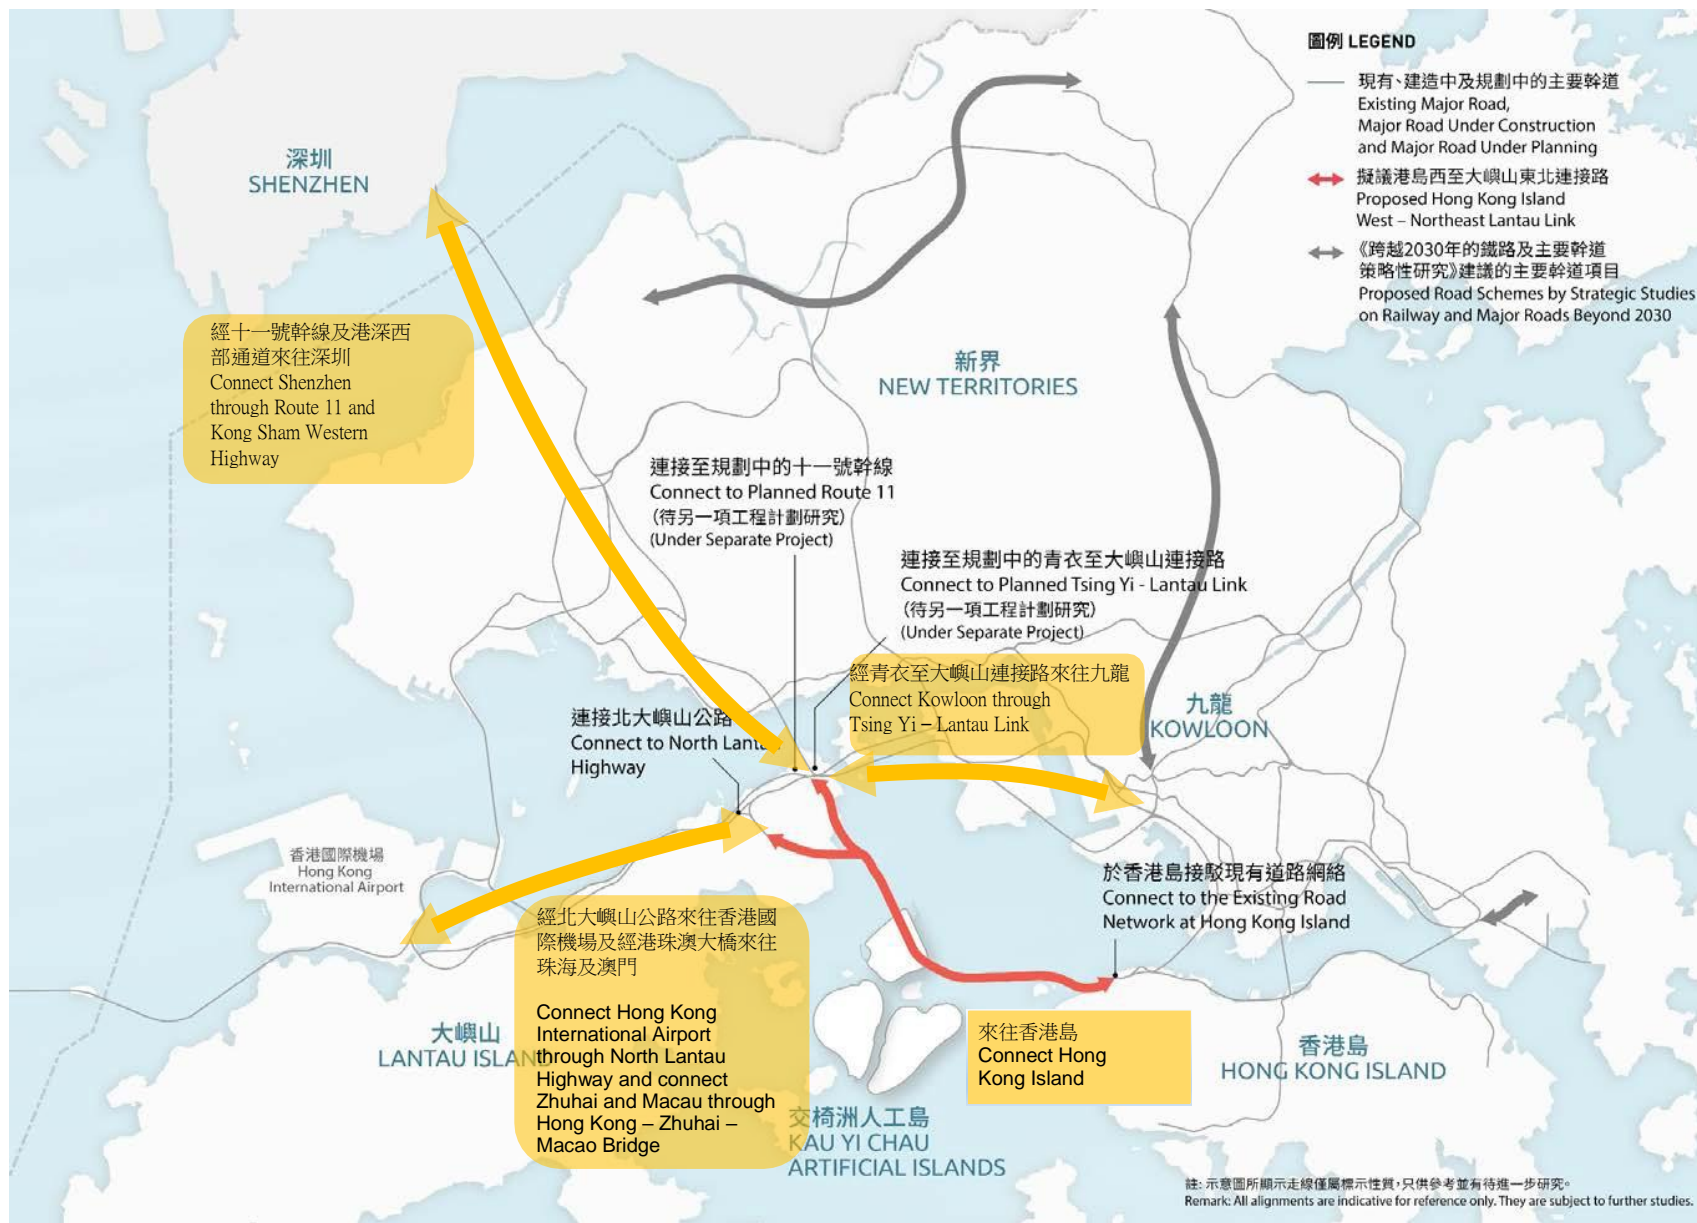 圖例 LEGEND
現有、建造中及規劃中的主要幹道
Existing Major Road,
Major Road Under Construction
and Major Road Under Planning
擬議港島西至大嶼山東北連接路
Proposed Hong Kong Island
West – Northeast Lantau Link
《跨越2030年的鐵路及主要幹道
策略性研究》建議的主要幹道項目
Proposed Road Schemes by Strategic Studies
on Railway and Major Roads Beyond 2030
深圳
SHENZHEN
經十一號幹線及港深西
部通道來往深圳
Connect Shenzhen
through Route 11 and
Kong Sham Western
Highway
新界
NEW TERRITORIES
連接至規劃中的十一號幹線
Connect to Planned Route 11
(待另一項工程計劃研究)
(Under Separate Project)
連接至規劃中的青衣至大嶼山連接路
Connect to Planned Tsing Yi - Lantau Link
(待另一項工程計劃研究)
(Under Separate Project)
經青衣至大嶼山連接路來往九龍
Connect Kowloon through
Tsing Yi – Lantau Link
九龍
KOWLOON
連接北大嶼山公路
Connect to North Lanta
Highway
香港國際機場
Hong Kong
International Airport
於香港島接駁現有道路網絡
Connect to the Existing Road
Network at Hong Kong Island
經北大嶼山公路來往香港國
際機場及經港珠澳大橋來往
珠海及澳門
Connect Hong Kong
International Airport
through North Lantau
Highway and connect
Zhuhai and Macau through
Hong Kong – Zhuhai –
Macao Bridge
大嶼山
LANTAU ISLAND
來往香港島
Connect Hong
Kong Island
香港島
HONG KONG ISLAND
交椅洲人工島
KAU YI CHAU
ARTIFICIAL ISLANDS
註: 示意圖所顯示走線僅屬標示性質,只供參考並有待進一步研究。
Remark: All alignments are indicative for reference only. They are subject to further studies.